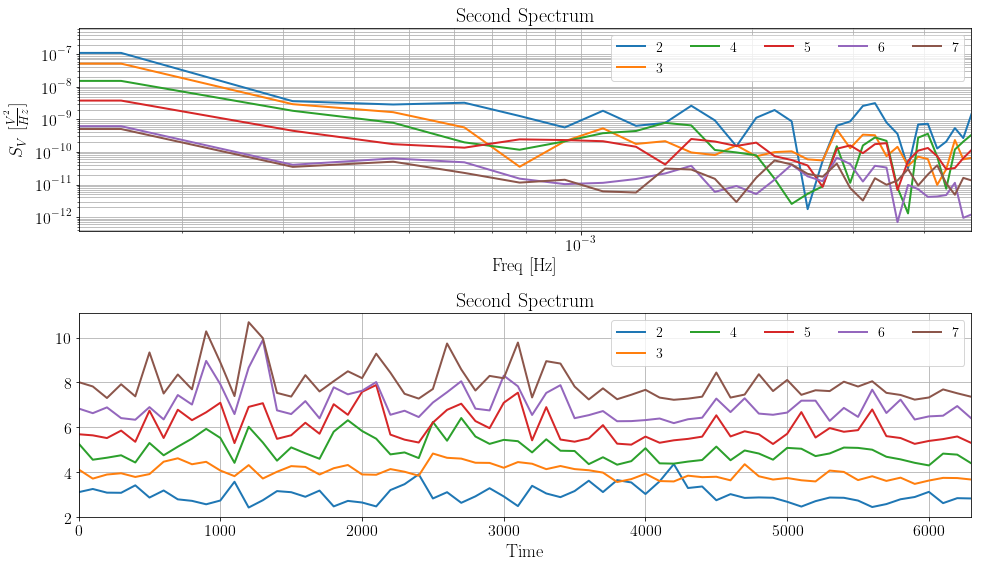 Second Spectrum
2 4 5 6 7
3
10⁻⁷
10⁻⁸
10⁻⁹
10⁻¹⁰
10⁻¹¹
10⁻¹²
S_V [V²/Hz]
10⁻³
Freq [Hz]
Second Spectrum
2 4 5 6 7
3
10
8
6
4
2
0 1000 2000 3000 4000 5000 6000
Time